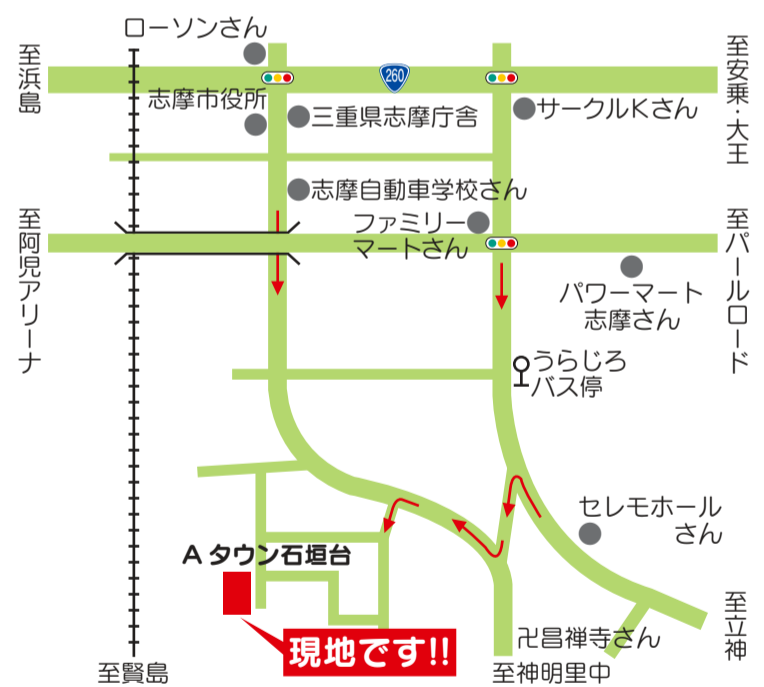 ローソンさん
至浜島
260
至安乗・大王
志摩市役所
三重県志摩庁舎
サークルKさん
志摩自動車学校さん
至阿児アリーナ
ファミリー
マートさん
至パールロード
パワーマート
志摩さん
うらじろ
バス停
セレモホール
さん
Aタウン石垣台
現地です!!
卍昌禅寺さん
至立神
至賢島
至神明里中